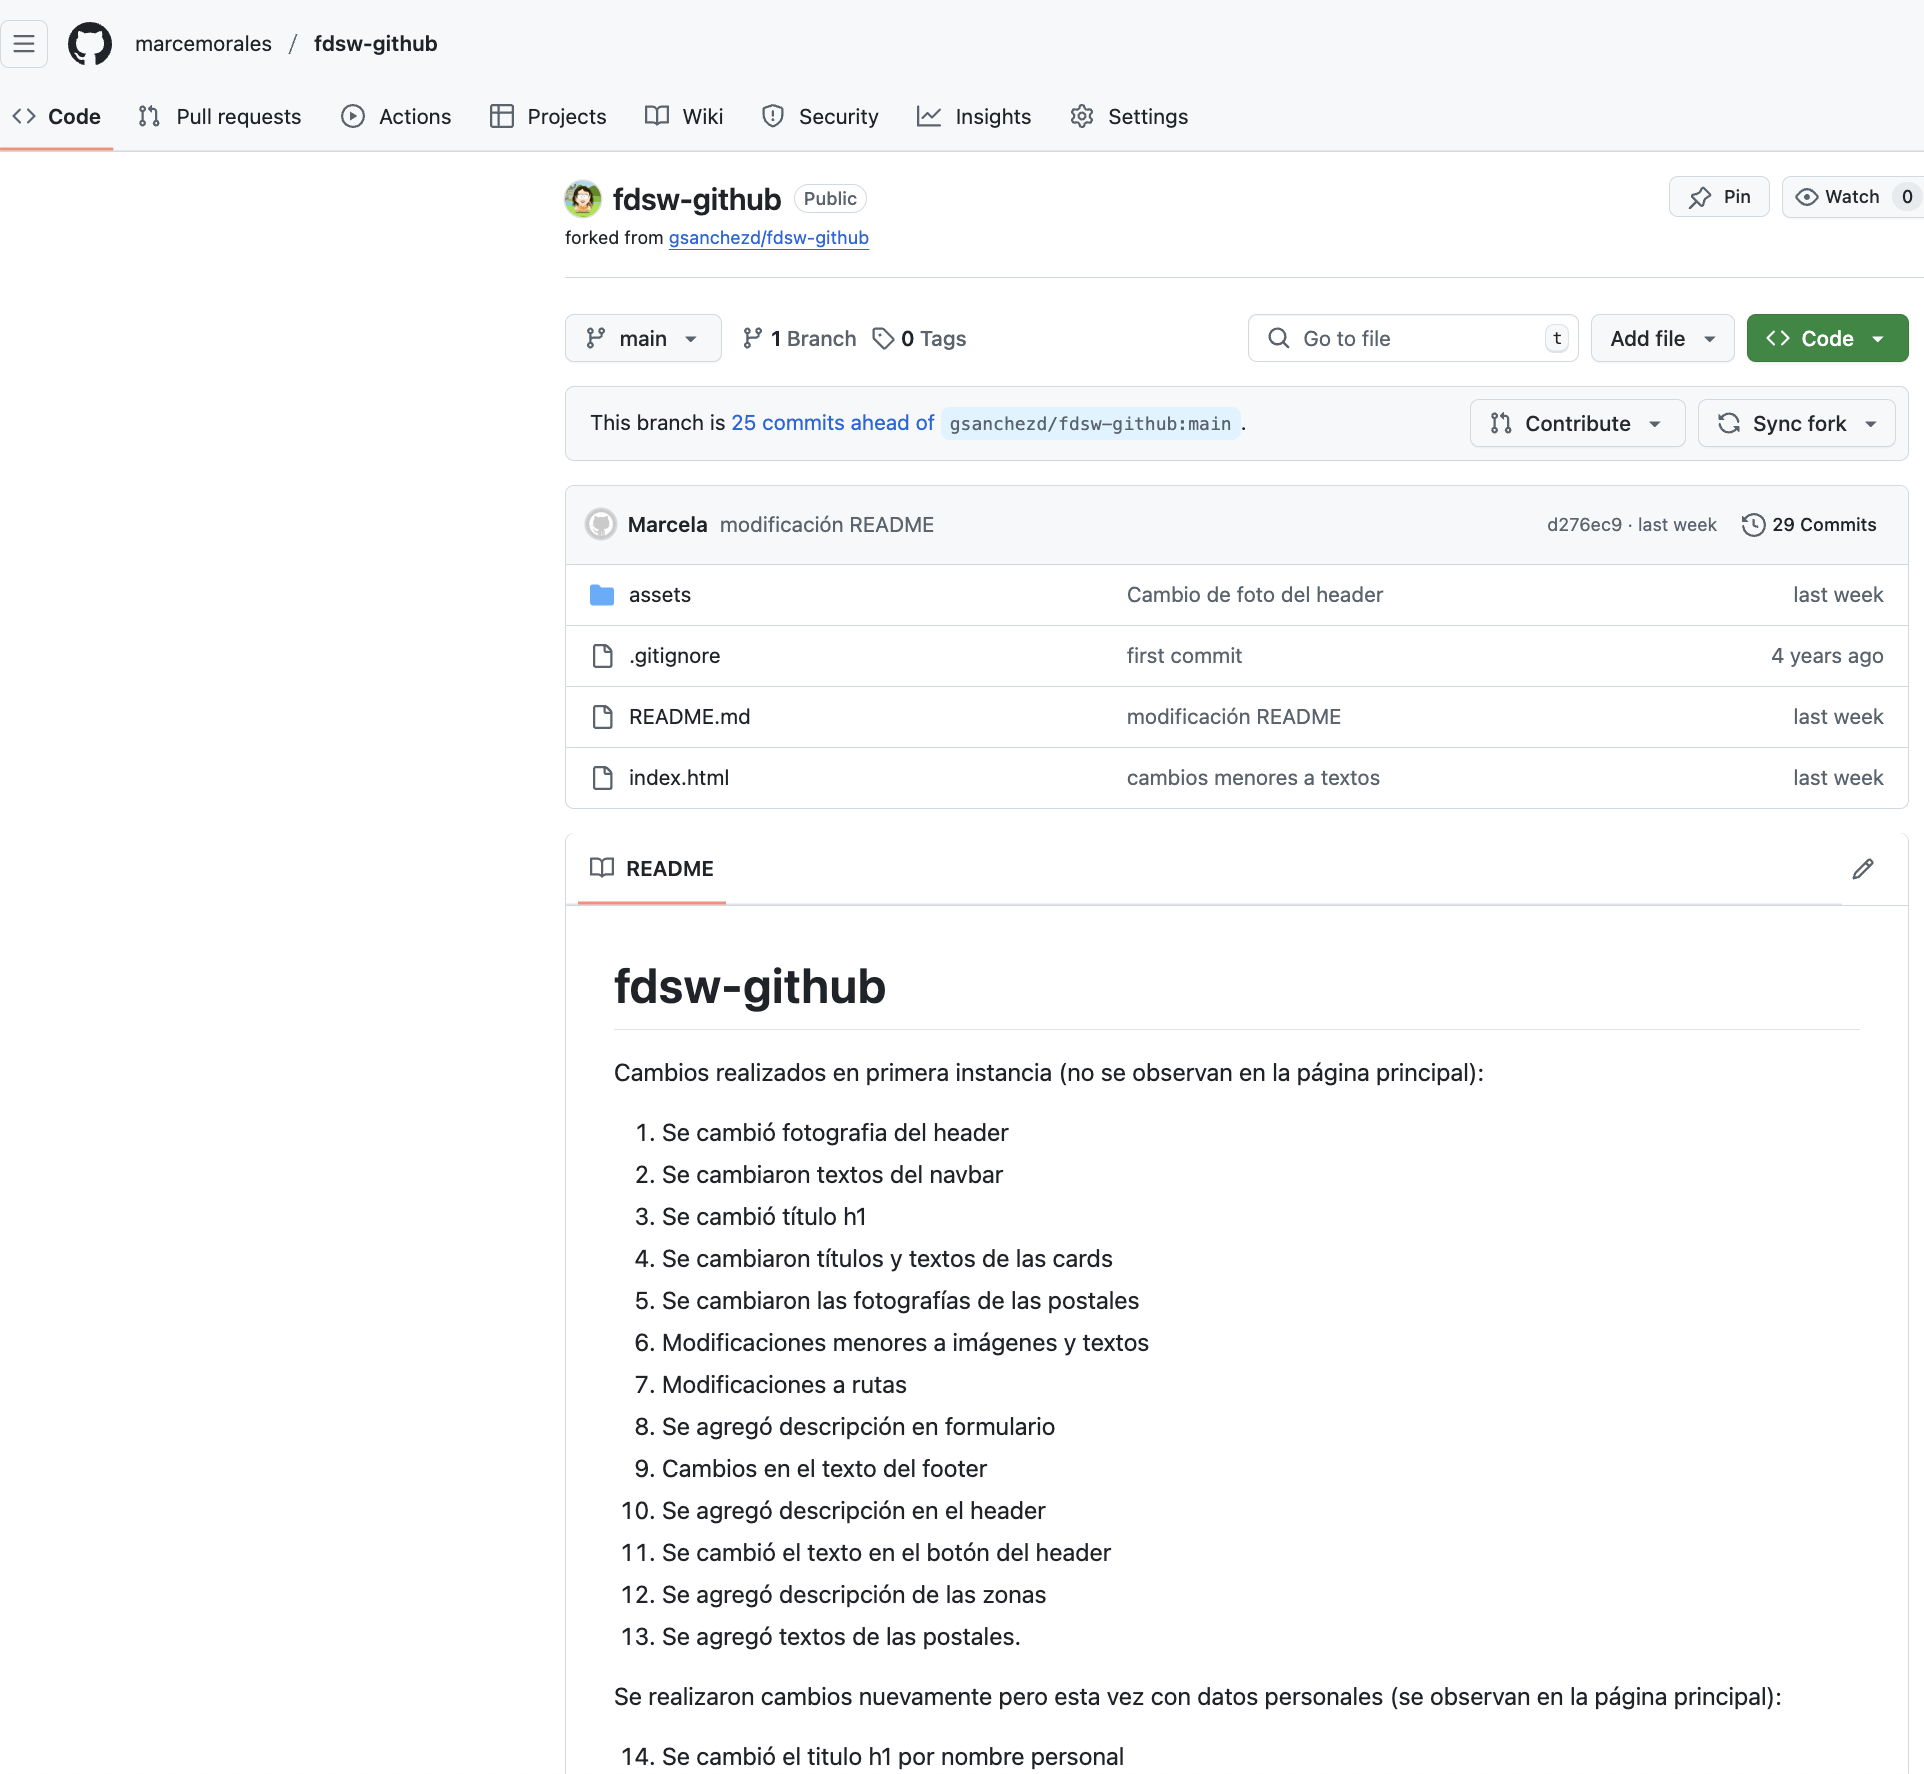 marcemorales / fdsw-github
Code Pull requests Actions Projects Wiki Security Insights Settings
fdsw-github Public
Pin Watch 0
forked from gsanchezd/fdsw-github
main 1 Branch 0 Tags Go to file t Add file Code
This branch is 25 commits ahead of gsanchezd/fdsw-github:main. Contribute Sync fork
Marcela modificación README d276ec9 · last week 29 Commits
assets Cambio de foto del header last week
.gitignore first commit 4 years ago
README.md modificación README last week
index.html cambios menores a textos last week
README
fdsw-github
Cambios realizados en primera instancia (no se observan en la página principal):
1. Se cambió fotografia del header
2. Se cambiaron textos del navbar
3. Se cambió título h1
4. Se cambiaron títulos y textos de las cards
5. Se cambiaron las fotografías de las postales
6. Modificaciones menores a imágenes y textos
7. Modificaciones a rutas
8. Se agregó descripción en formulario
9. Cambios en el texto del footer
10. Se agregó descripción en el header
11. Se cambió el texto en el botón del header
12. Se agregó descripción de las zonas
13. Se agregó textos de las postales.
Se realizaron cambios nuevamente pero esta vez con datos personales (se observan en la página principal):
14. Se cambió el titulo h1 por nombre personal